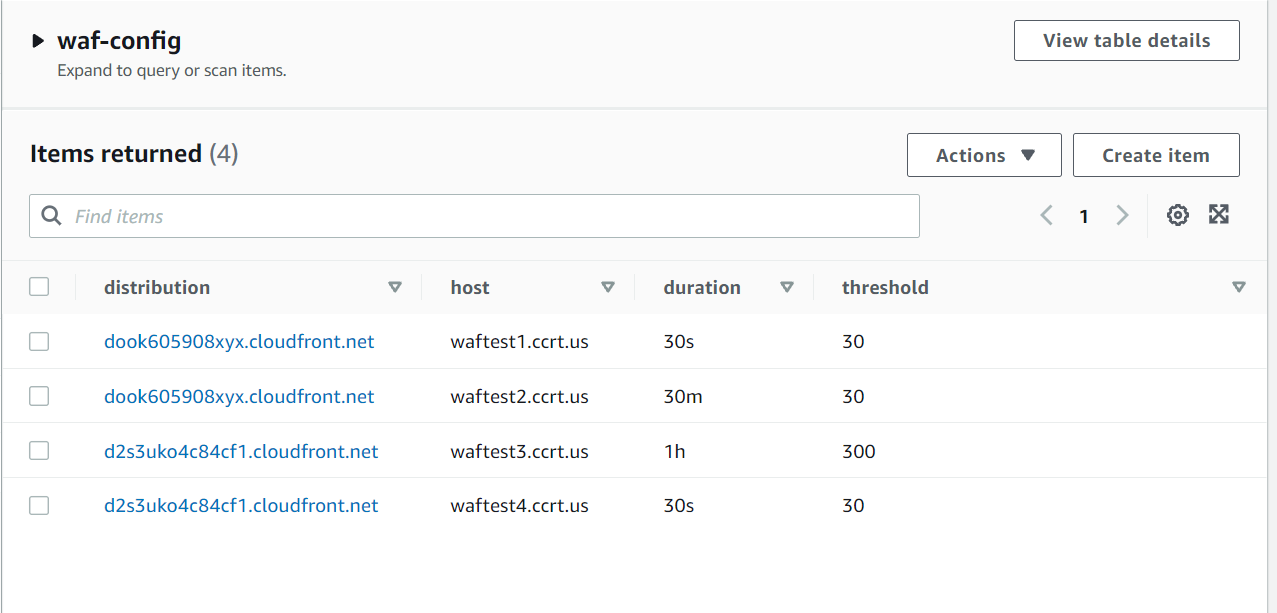 waf-config
View table details
Expand to query or scan items.
Items returned (4)
Actions
Create item
Find items
1
distribution host duration threshold
dook605908xyx.cloudfront.net waftest1.ccrt.us 30s 30
dook605908xyx.cloudfront.net waftest2.ccrt.us 30m 30
d2s3uko4c84cf1.cloudfront.net waftest3.ccrt.us 1h 300
d2s3uko4c84cf1.cloudfront.net waftest4.ccrt.us 30s 30